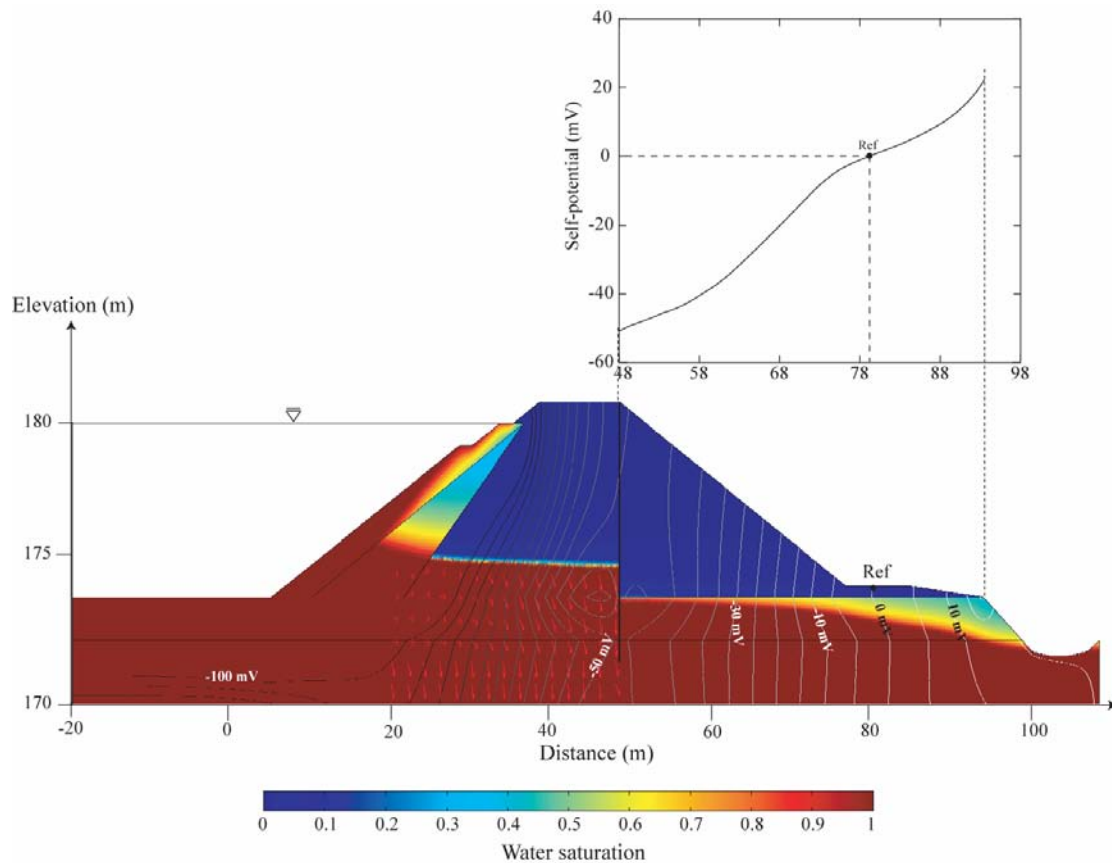 40
20
0
-20
-40
-60
Self-potential (mV)
Ref
48 58 68 78 88 98
Elevation (m)
180
175
170
Ref
-100 mV
-50 mV
-30 mV
-10 mV
0 mV
10 mV
-20 0 20 40 60 80 100
Distance (m)
0 0.1 0.2 0.3 0.4 0.5 0.6 0.7 0.8 0.9 1
Water saturation